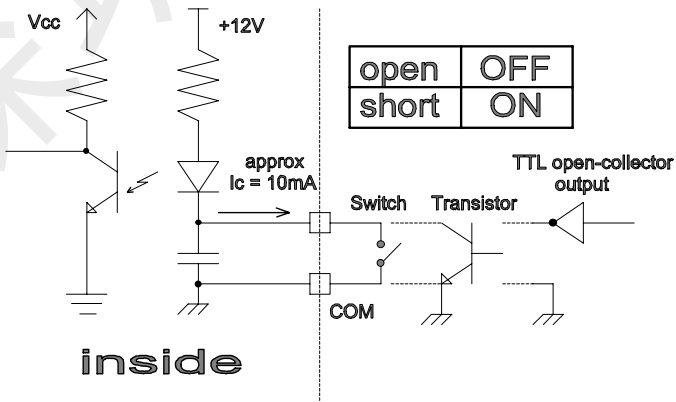 Vcc
+12V
open OFF
short ON
approx
Ic = 10mA
TTL open-collector
output
Switch
Transistor
COM
inside